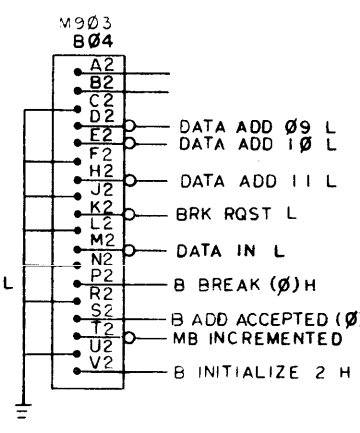 M903
BØ4
A2
B2
C2
D2
E2 DATA ADD Ø9 L
F2 DATA ADD 1Ø L
H2
J2 DATA ADD 11 L
K2
L2 BRK RQST L
M2
N2 DATA IN L
P2
L
R2 B BREAK (Ø) H
S2
T2 B ADD ACCEPTED (Ø
U2 MB INCREMENTED
V2
B INITIALIZE 2 H